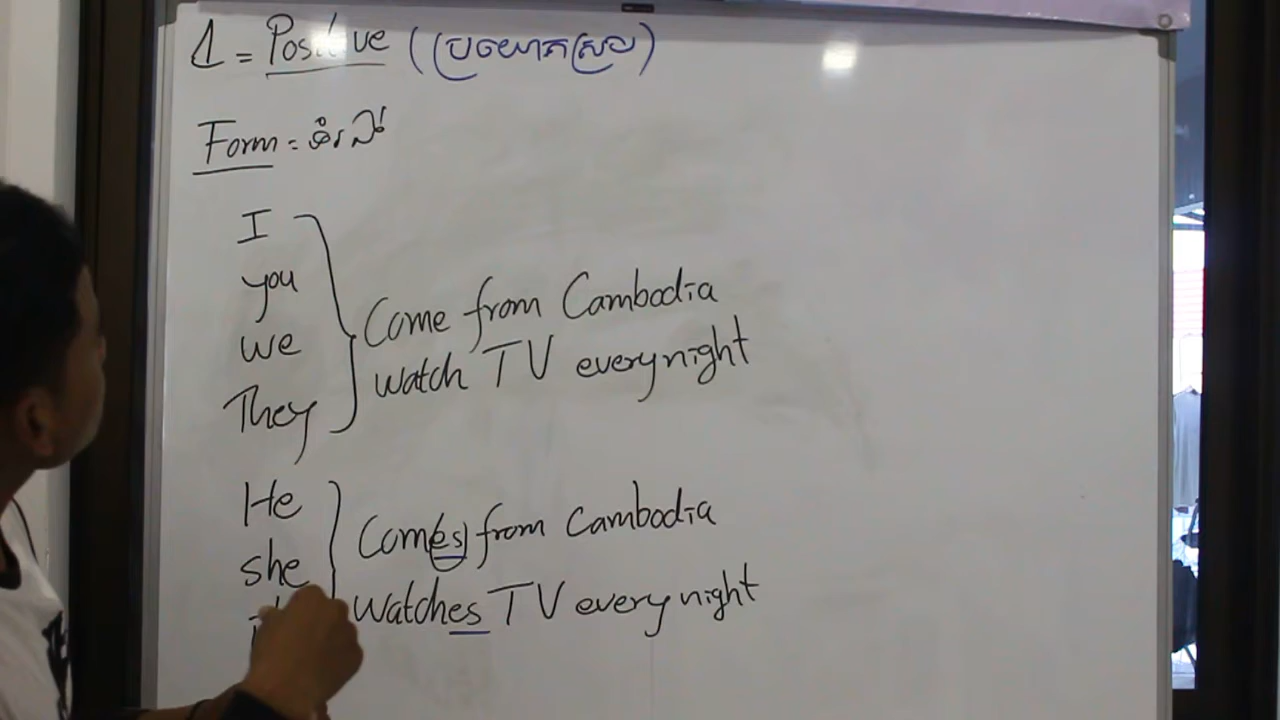 1 = Positive (ប្រយោគស្រប)
Form = ទំរង់
I
you
we
They
Come from Cambodia
watch TV every night
He
she
Comes from Cambodia
watches TV every night